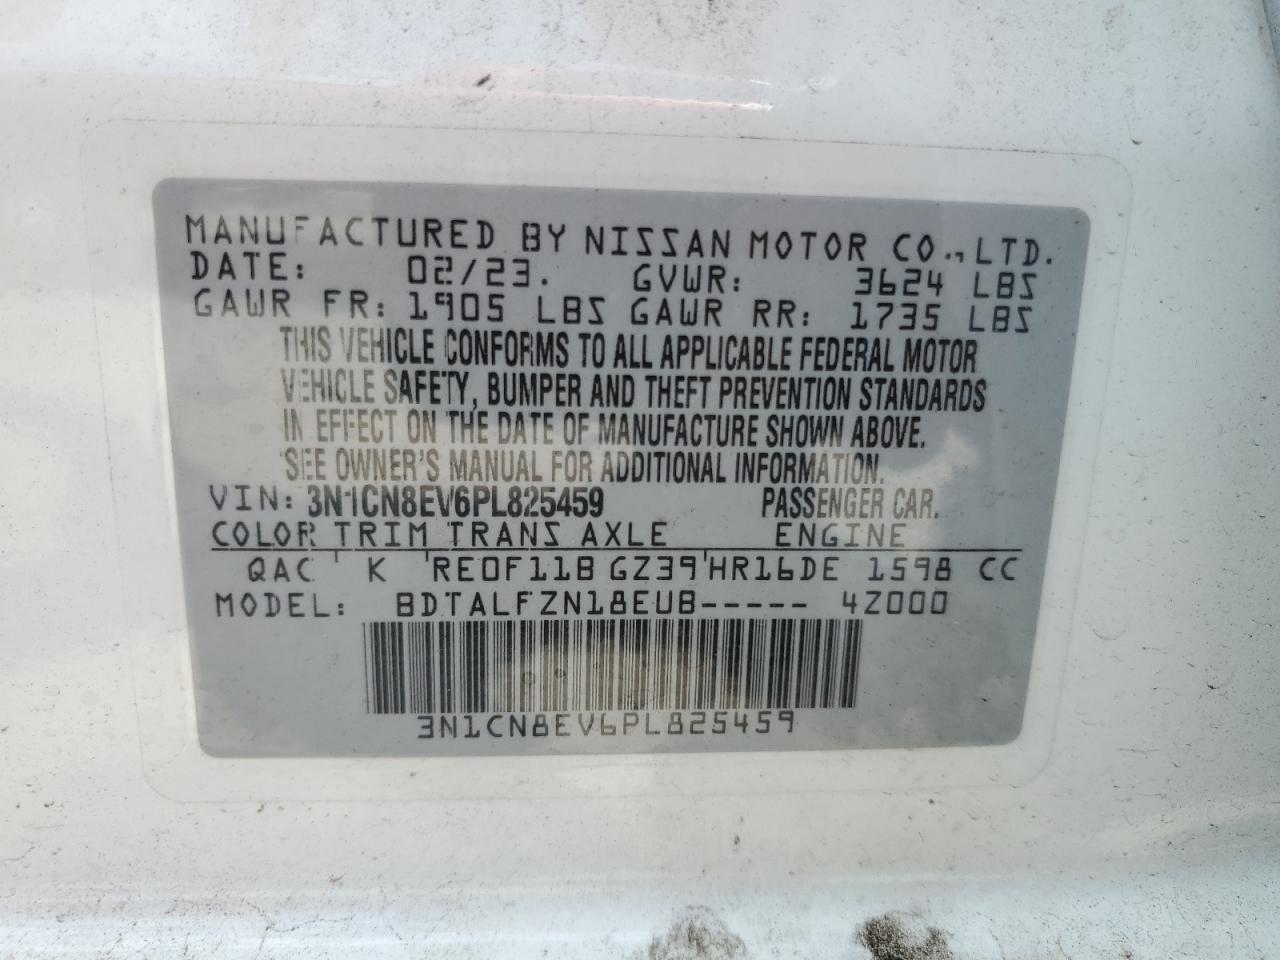 MANUFACTURED BY NISSAN MOTOR CO., LTD.
DATE: 02/23. GVWR: 3624 LBS
GAWR FR: 1905 LBS GAWR RR: 1735 LBS
THIS VEHICLE CONFORMS TO ALL APPLICABLE FEDERAL MOTOR
VEHICLE SAFETY, BUMPER AND THEFT PREVENTION STANDARDS
IN EFFECT ON THE DATE OF MANUFACTURE SHOWN ABOVE.
SEE OWNER'S MANUAL FOR ADDITIONAL INFORMATION.
VIN: 3N1CN8EV6PL825459 PASSENGER CAR.
COLOR TRIM TRANS AXLE ENGINE
QAC K RE0F11B GZ39 HR16DE 1598 CC
MODEL: BDTALFZN18EUB----- 4Z000
3N1CN8EV6PL825459